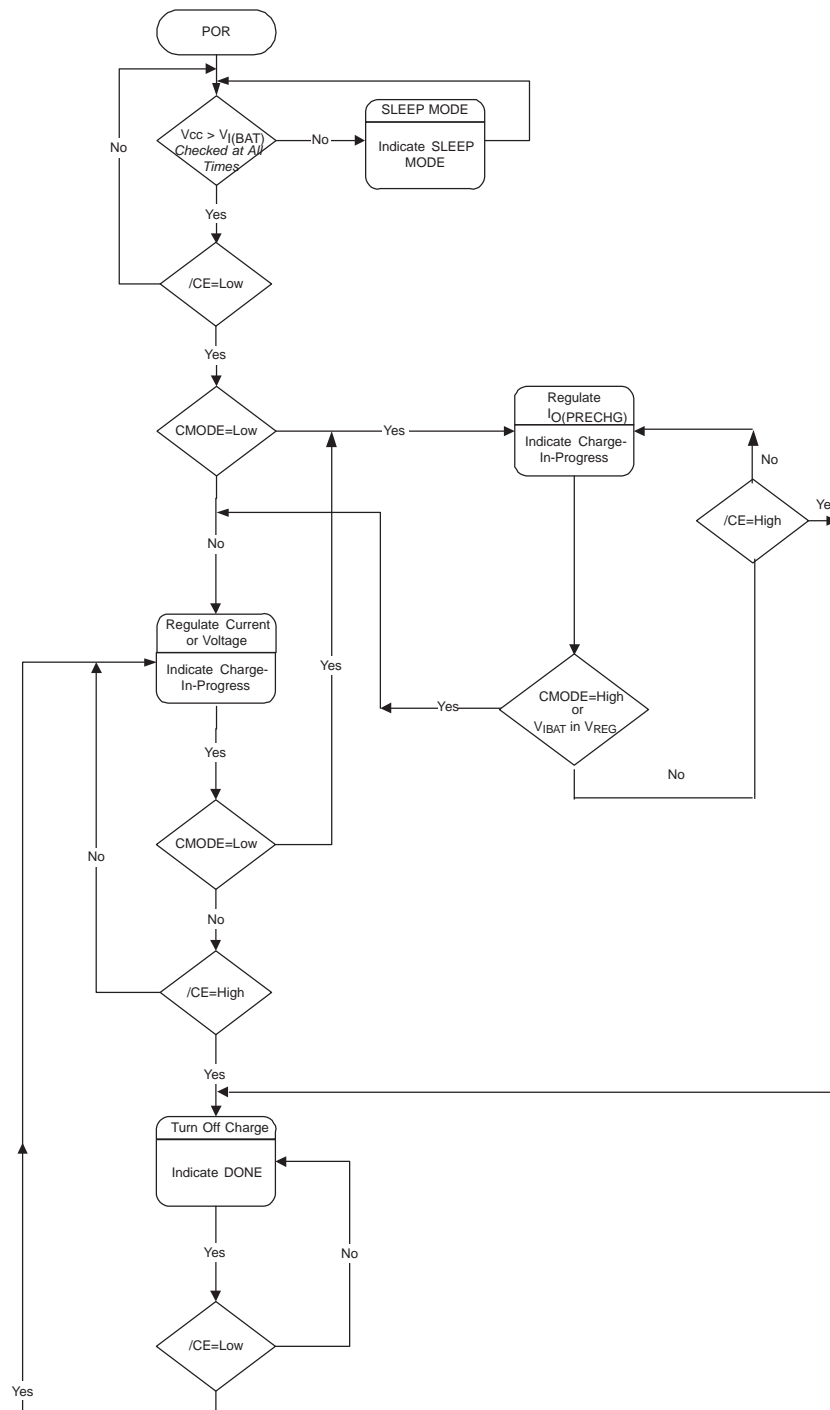 POR
Vcc > VI(BAT)
Checked at All
Times
No
No
SLEEP MODE
Indicate SLEEP
MODE
Yes
/CE=Low
Yes
CMODE=Low
Yes
Regulate
IO(PRECHG)
Indicate Charge-
In-Progress
No
/CE=High
Ye
No
Regulate Current
or Voltage
Indicate Charge-
In-Progress
Yes
Yes
CMODE=High
or
VIBAT in VREG
No
Yes
CMODE=Low
No
No
/CE=High
Yes
Turn Off Charge
Indicate DONE
Yes
No
/CE=Low
Yes